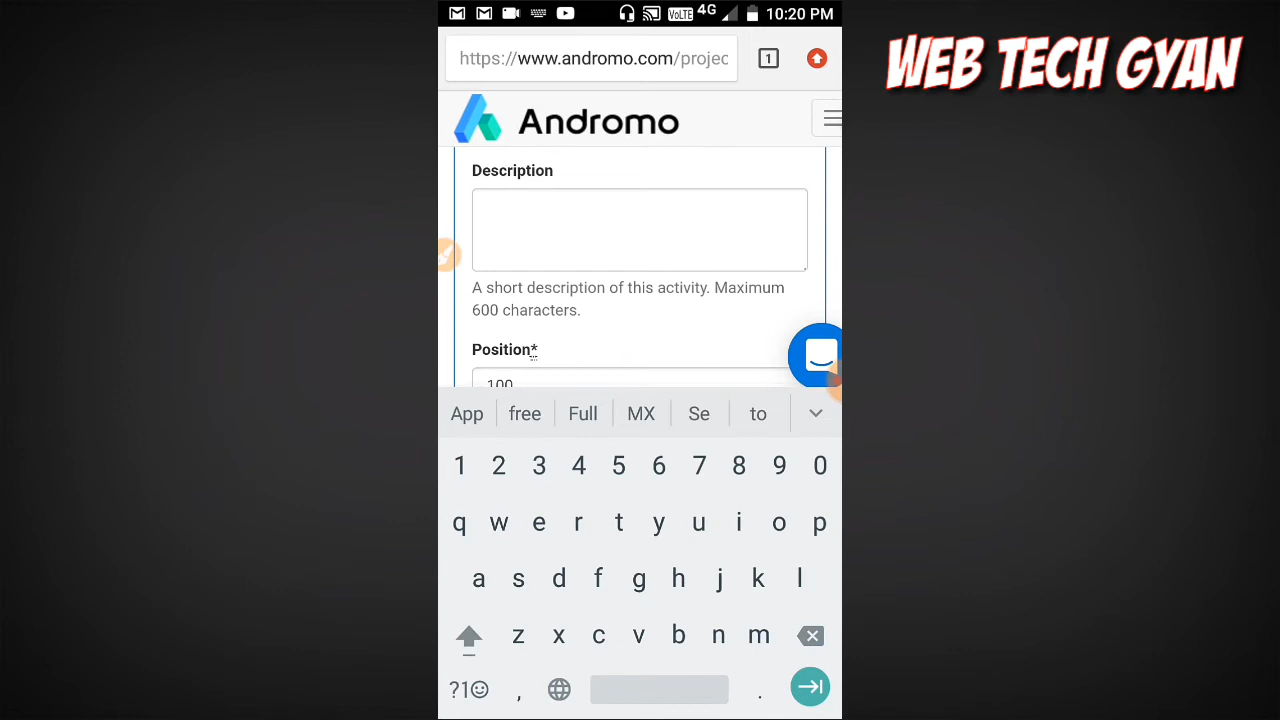 VoLTE 4G 10:20 PM
WEB TECH GYAN
https://www.andromo.com/projec 1
Andromo
Description
A short description of this activity. Maximum
600 characters.
Position*
100
App free Full MX Se to
1 2 3 4 5 6 7 8 9 0
q w e r t y u i o p
a s d f g h j k l
z x c v b n m
?1☺ , .